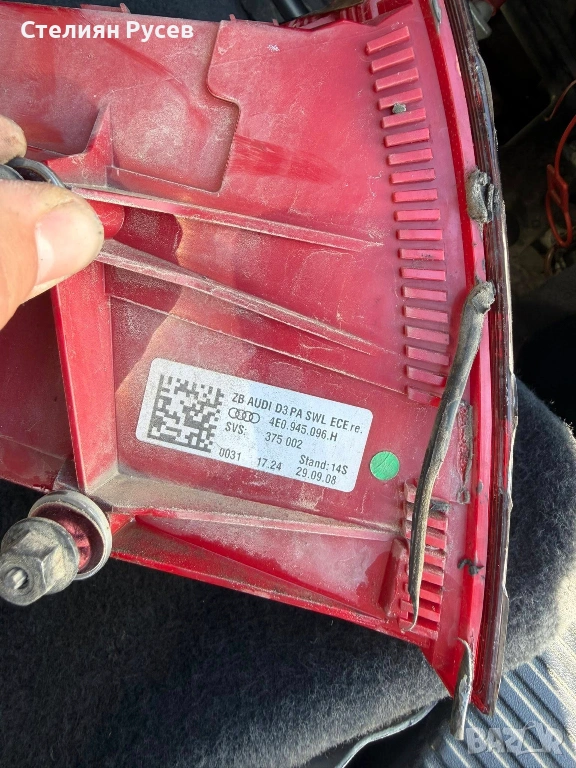 Стелиян Русев
ZB AUDI D3 PA SWL ECE re.
4E0.945.096.H
SVS: 375 002
Stand: 14S
0031 17.24 29.09.08
BAZAR